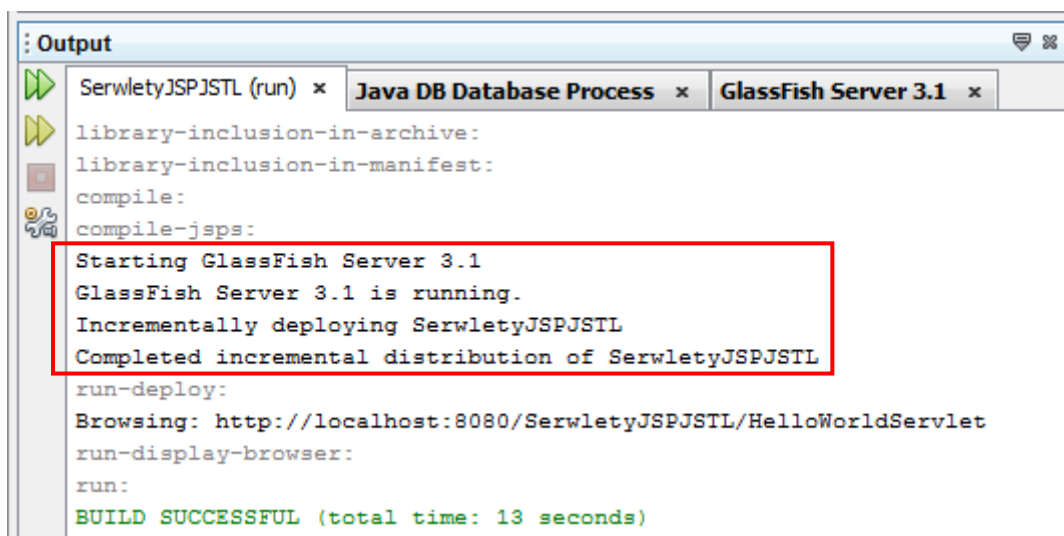 Output
SerwletyJSPJSTL (run) Java DB Database Process GlassFish Server 3.1
library-inclusion-in-archive:
library-inclusion-in-manifest:
compile:
compile-jsps:
Starting GlassFish Server 3.1
GlassFish Server 3.1 is running.
Incrementally deploying SerwletyJSPJSTL
Completed incremental distribution of SerwletyJSPJSTL
run-deploy:
Browsing: http://localhost:8080/SerwletyJSPJSTL/HelloWorldServlet
run-display-browser:
run:
BUILD SUCCESSFUL (total time: 13 seconds)